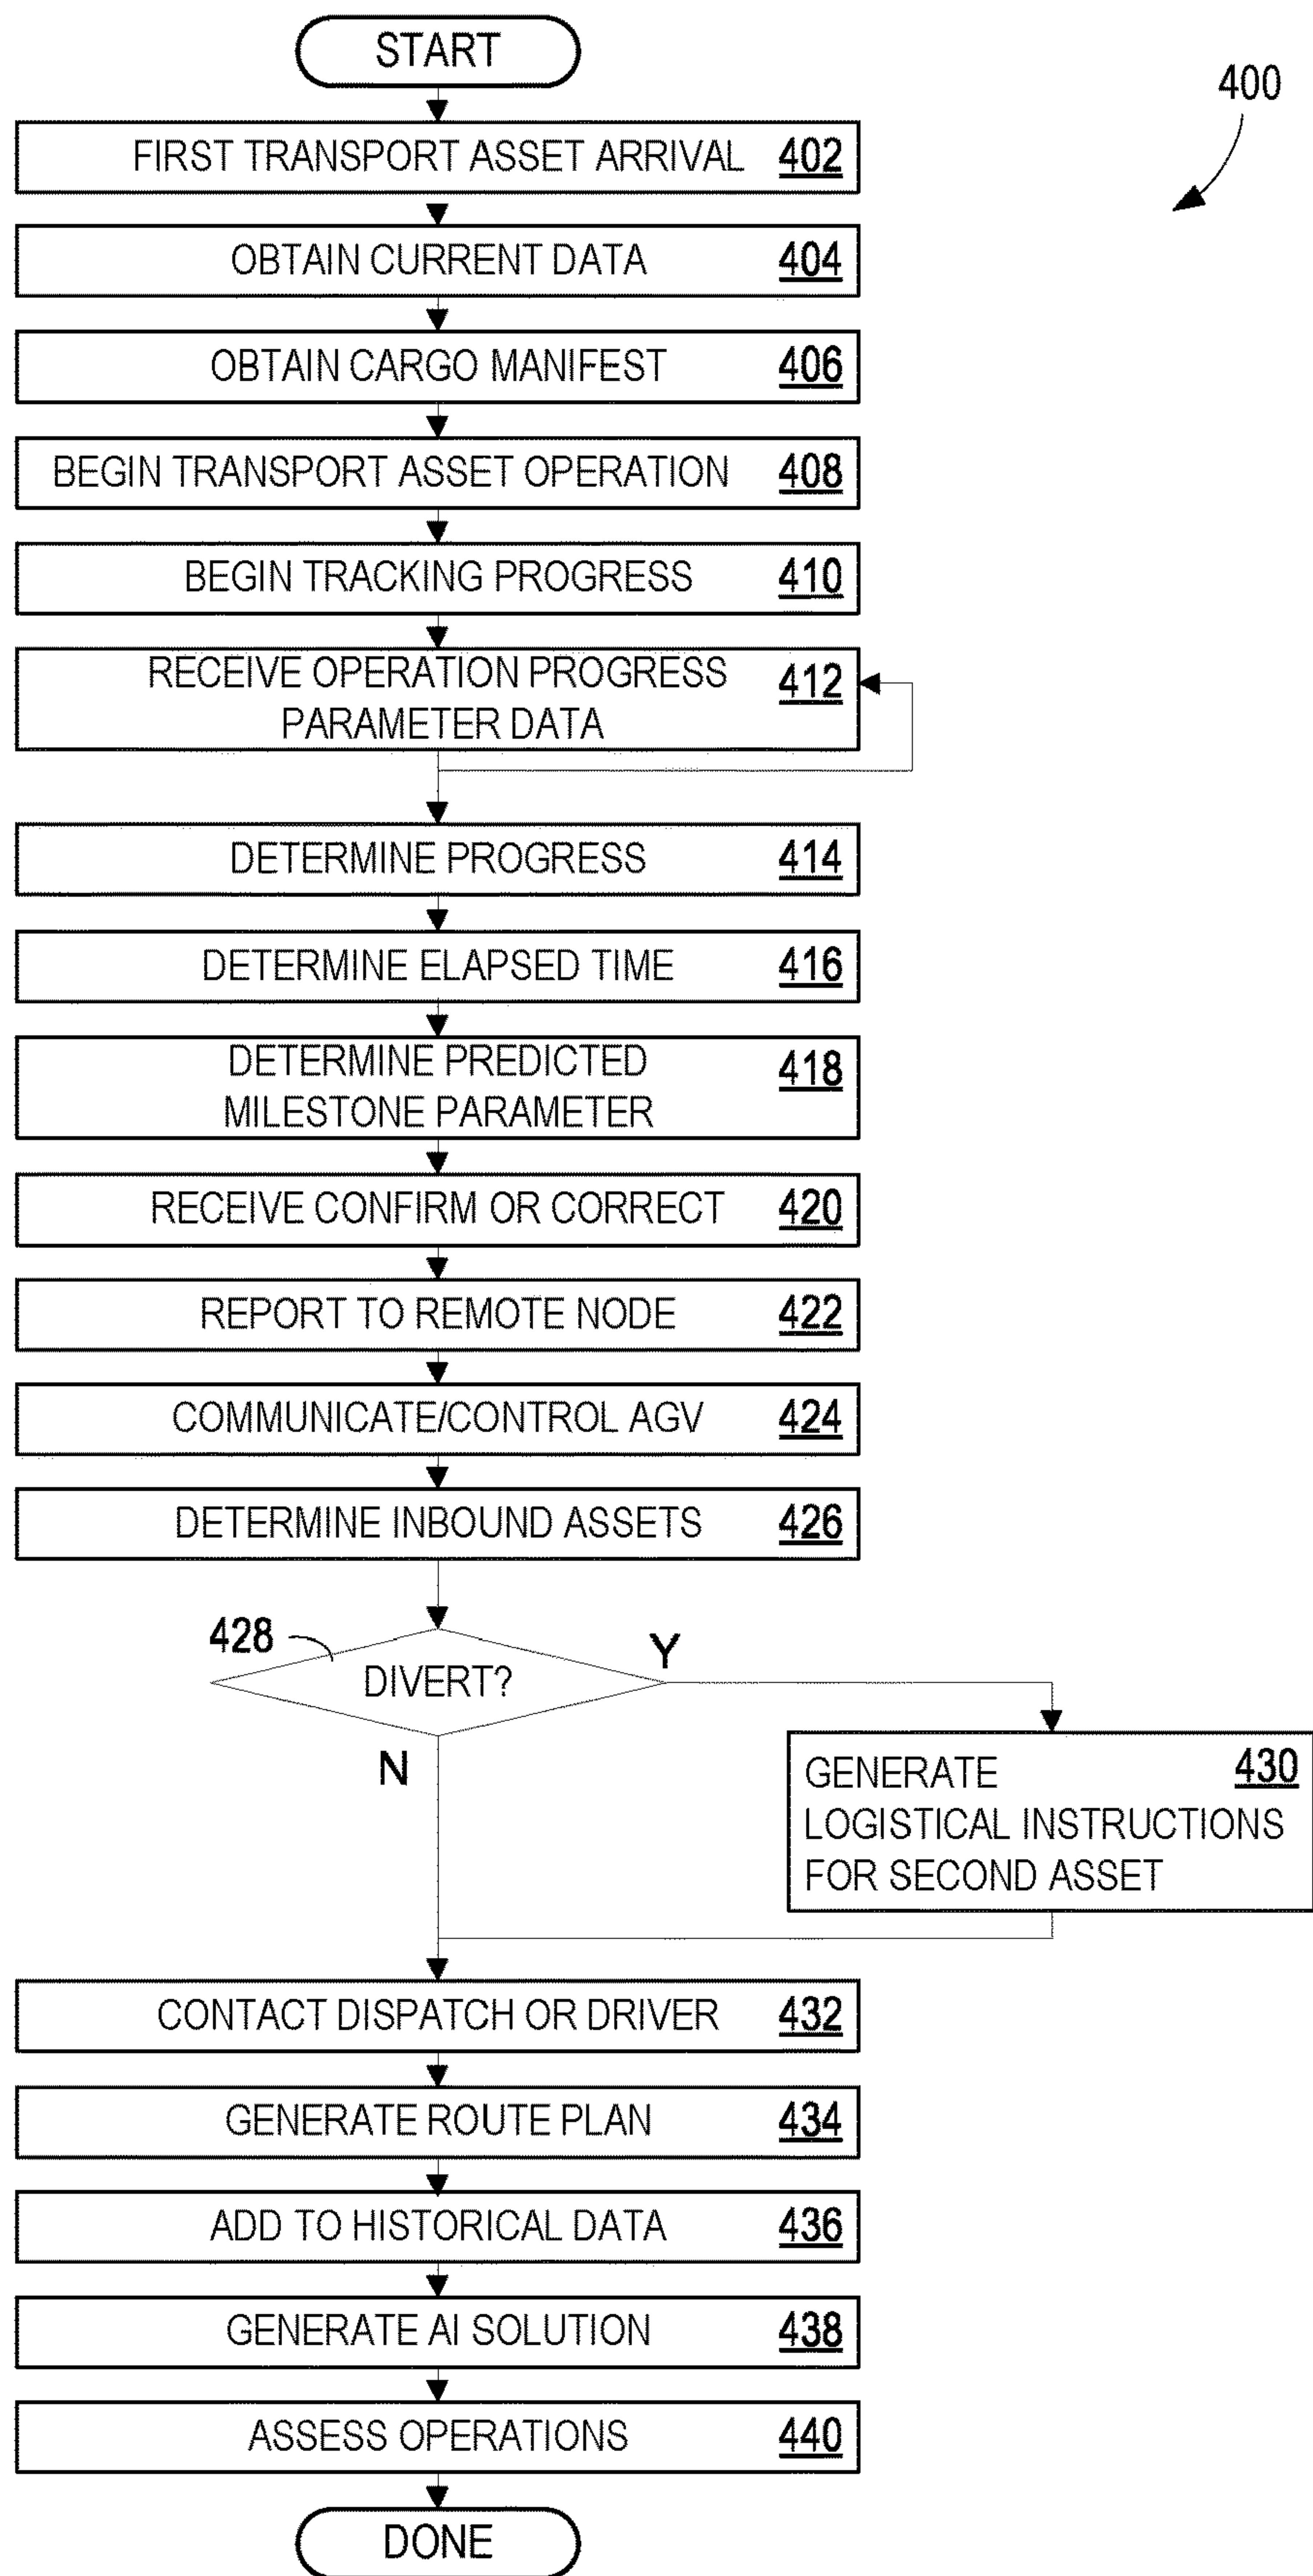 START
400
FIRST TRANSPORT ASSET ARRIVAL 402
OBTAIN CURRENT DATA 404
OBTAIN CARGO MANIFEST 406
BEGIN TRANSPORT ASSET OPERATION 408
BEGIN TRACKING PROGRESS 410
RECEIVE OPERATION PROGRESS 412
PARAMETER DATA
DETERMINE PROGRESS 414
DETERMINE ELAPSED TIME 416
DETERMINE PREDICTED 418
MILESTONE PARAMETER
RECEIVE CONFIRM OR CORRECT 420
REPORT TO REMOTE NODE 422
COMMUNICATE/CONTROL AGV 424
DETERMINE INBOUND ASSETS 426
428
DIVERT?
Y
N
GENERATE 430
LOGISTICAL INSTRUCTIONS
FOR SECOND ASSET
CONTACT DISPATCH OR DRIVER 432
GENERATE ROUTE PLAN 434
ADD TO HISTORICAL DATA 436
GENERATE AI SOLUTION 438
ASSESS OPERATIONS 440
DONE